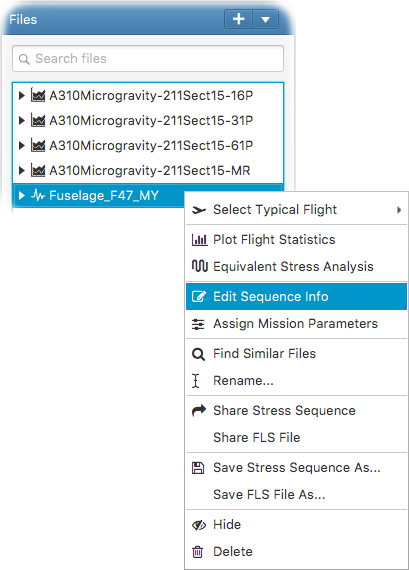 Files
Search files
A310Microgravity-211Sect15-16P
A310Microgravity-211Sect15-31P
A310Microgravity-211Sect15-61P
A310Microgravity-211Sect15-MR
Fuselage_F47_MY
Select Typical Flight
Plot Flight Statistics
Equivalent Stress Analysis
Edit Sequence Info
Assign Mission Parameters
Find Similar Files
Rename...
Share Stress Sequence
Share FLS File
Save Stress Sequence As...
Save FLS File As...
Hide
Delete